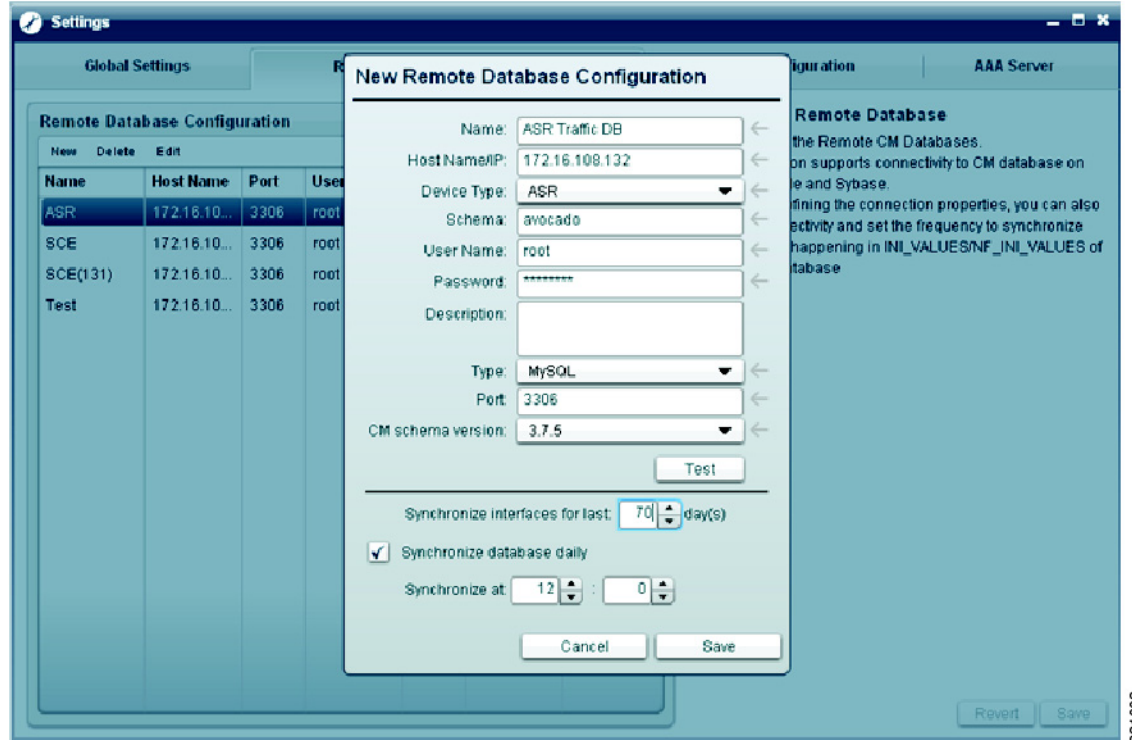 Settings
Global Settings
R
iguration
AAA Server
Remote Database Configuration
New Delete Edit
Name Host Name Port User
ASR 172.16.10... 3306 root
SCE 172.16.10... 3306 root
SCE(131) 172.16.10... 3306 root
Test 172.16.10... 3306 root
New Remote Database Configuration
Name: ASR Traffic DB
Host Name/IP: 172.16.108.132
Device Type: ASR
Schema: avocado
User Name: root
Password: ********
Description:
Type: MySQL
Port: 3306
CM schema version: 3.7.5
Test
Synchronize interfaces for last: 70 day(s)
Synchronize database daily
Synchronize at: 12 : 0
Cancel Save
Remote Database
the Remote CM Databases.
on supports connectivity to CM database on
le and Sybase.
fining the connection properties, you can also
ectivity and set the frequency to synchronize
happening in INI_VALUES/NF_INI_VALUES of
tabase
Revert Save